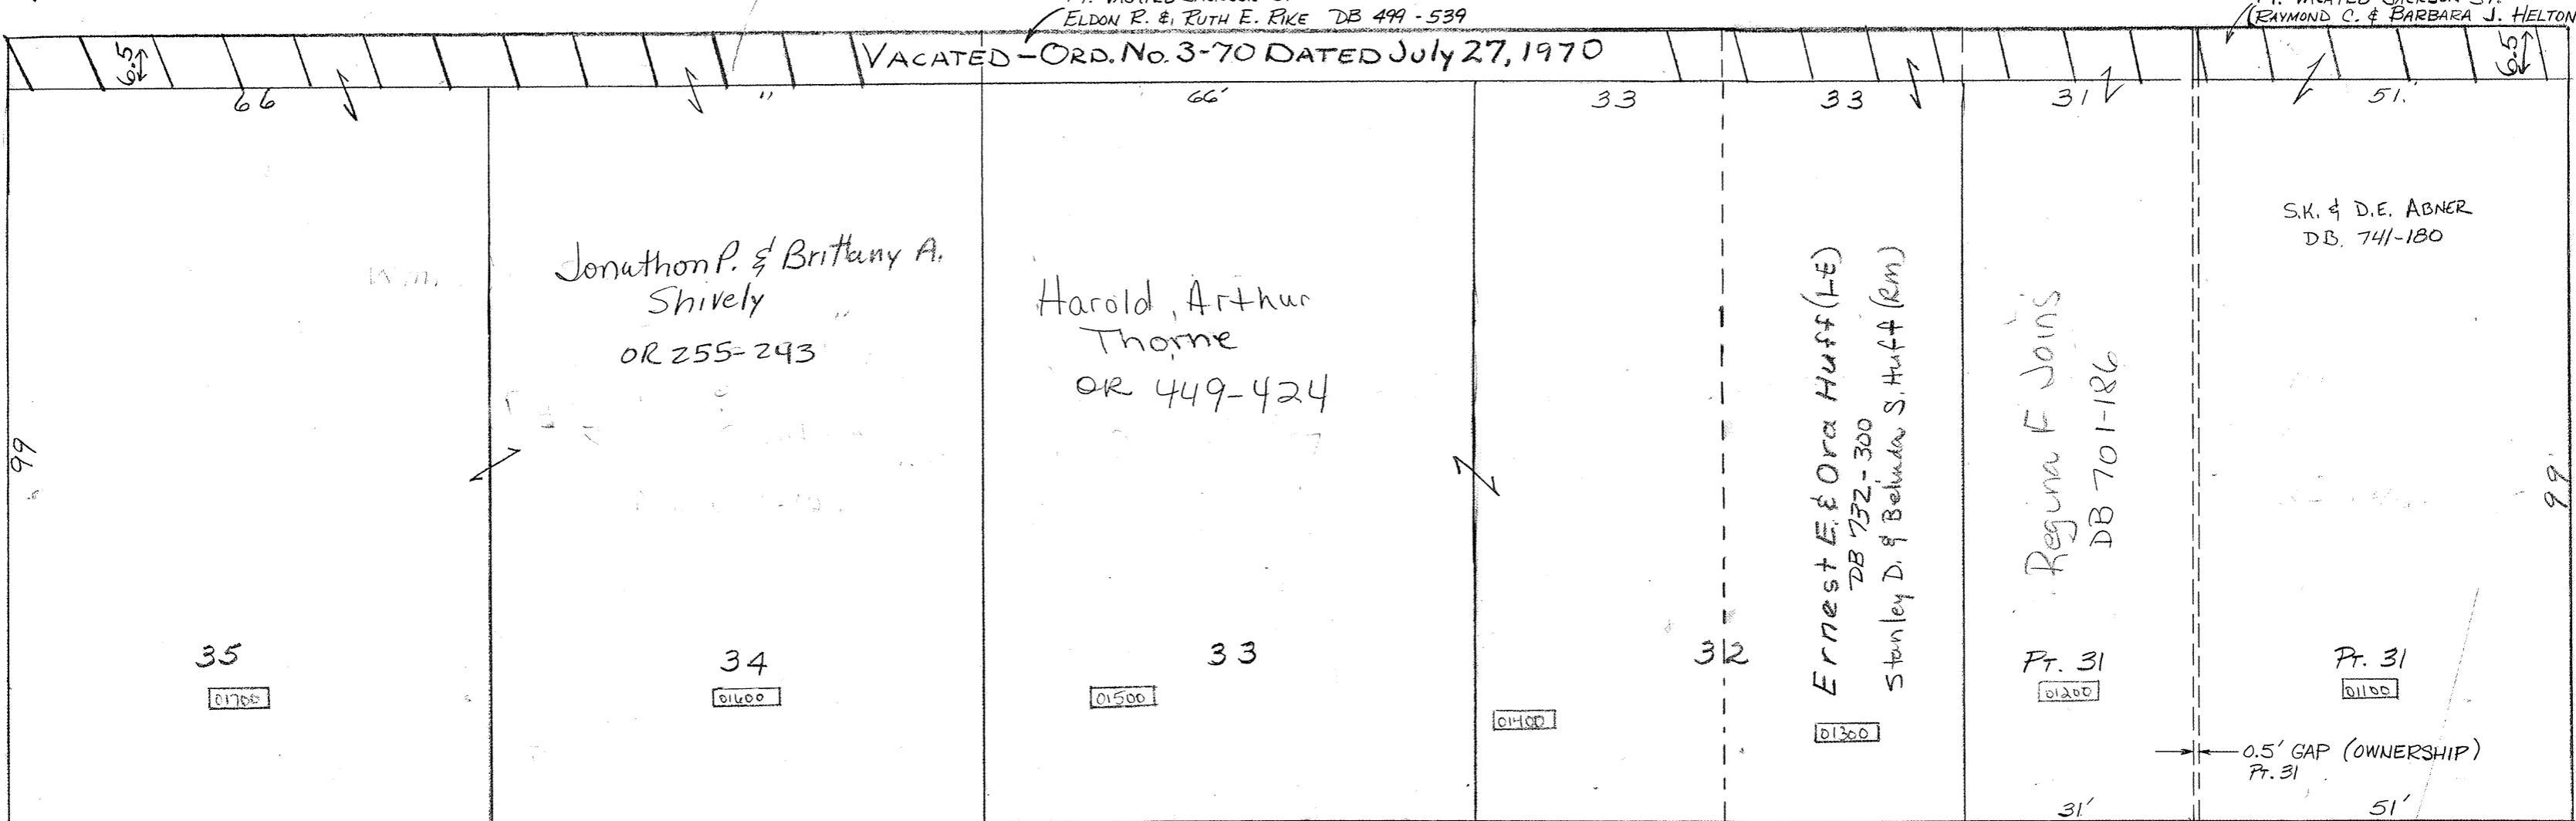 ELDON R. & RUTH E. RIKE DB 499-539
(RAYMOND C. & BARBARA J. HELTON
6.5
VACATED-ORD. No. 3-70 DATED July 27, 1970
6.5
66
"
66'
33
33
31'
51.'
S.K. & D.E. ABNER
DB. 741-180
Wm.
Jonathon P. & Brittany A.
Shively
OR 255-293
Harold, Arthur
Thorne
OR 449-424
Ernest E. & Ora Huff (LE)
DB 732-300
Stanley D. & Belinda S. Huff (RM)
Regina F Joins
DB 701-186
99
99'
35
34
33
32
Pt. 31
Pt. 31
01700
01600
01500
01400
01300
01200
01100
0.5' GAP (OWNERSHIP)
Pt. 31
31'
51'